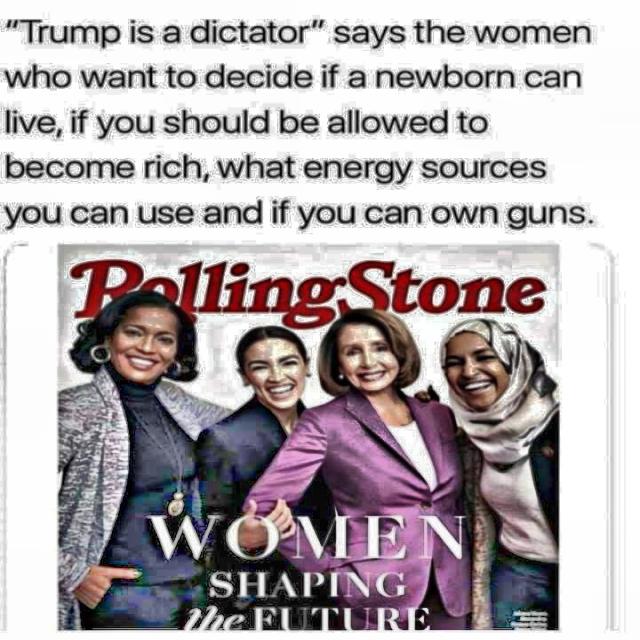 “Trump is a dictator” says the women
who want to decide if a newborn can
live, if you should be allowed to
become rich, what energy sources
you can use and if you can own guns.
RollingStone
WOMEN
SHAPING
the FUTURE